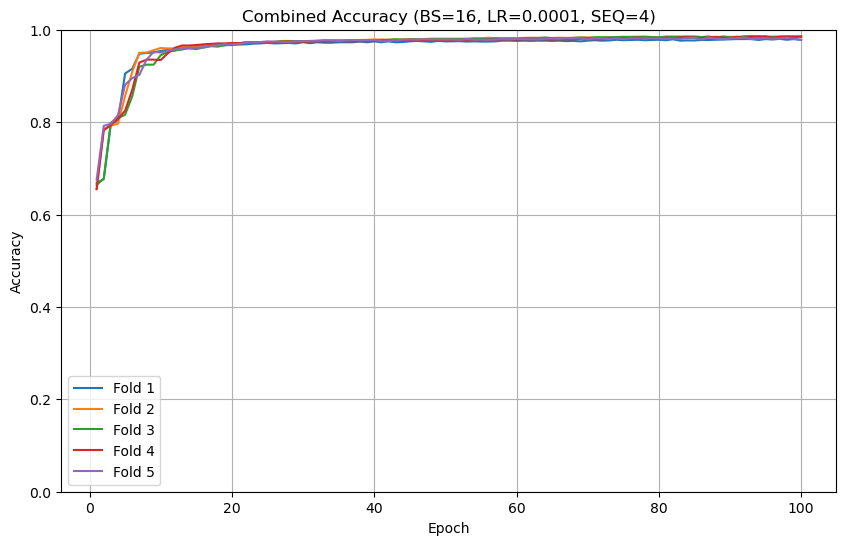 Combined Accuracy (BS=16, LR=0.0001, SEQ=4)
1.0
0.8
0.6
0.4
0.2
0.0
Accuracy
Fold 1
Fold 2
Fold 3
Fold 4
Fold 5
0 20 40 60 80 100
Epoch